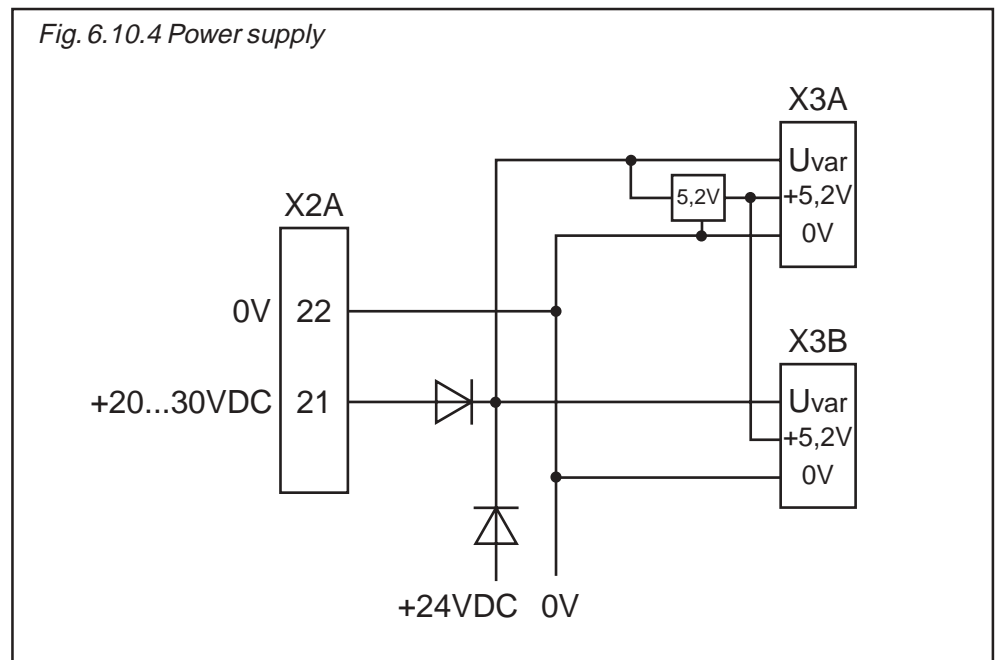 Fig. 6.10.4 Power supply
X3A
Uvar
+5,2V
0V
5,2V
X2A
0V 22
+20...30VDC 21
X3B
Uvar
+5,2V
0V
+24VDC 0V